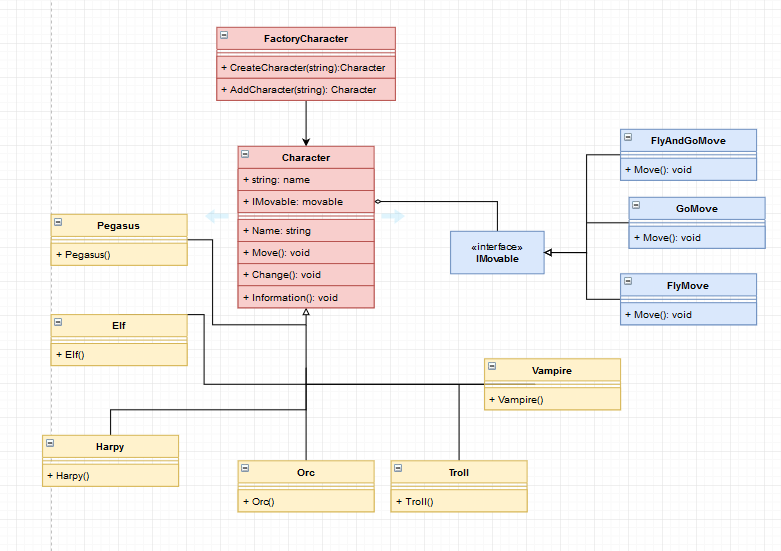 FactoryCharacter
+ CreateCharacter(string):Character
+ AddCharacter(string): Character
Character
+ string: name
+ IMovable: movable
+ Name: string
+ Move(): void
+ Change(): void
+ Information(): void
FlyAndGoMove
+ Move(): void
GoMove
+ Move(): void
«interface»
IMovable
FlyMove
+ Move(): void
Pegasus
+ Pegasus()
Elf
+ Elf()
Vampire
+ Vampire()
Harpy
+ Harpy()
Orc
+ Orc()
Troll
+ Troll()